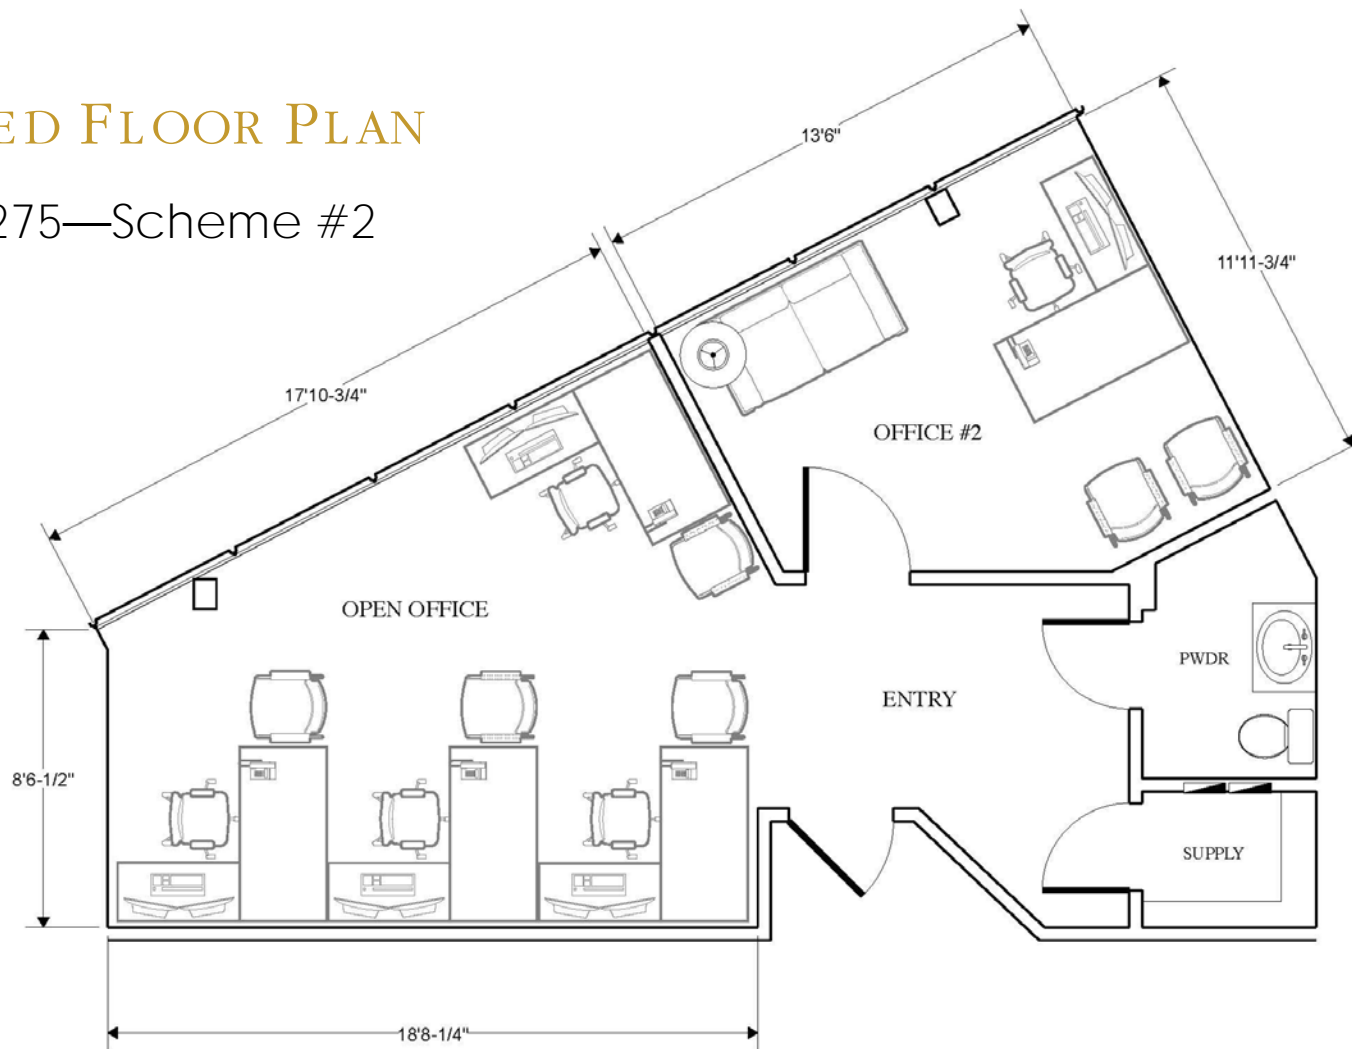 ED FLOOR PLAN
275—Scheme #2
13'6"
11'11-3/4"
17'10-3/4"
OFFICE #2
OPEN OFFICE
PWDR
ENTRY
8'6-1/2"
SUPPLY
18'8-1/4"